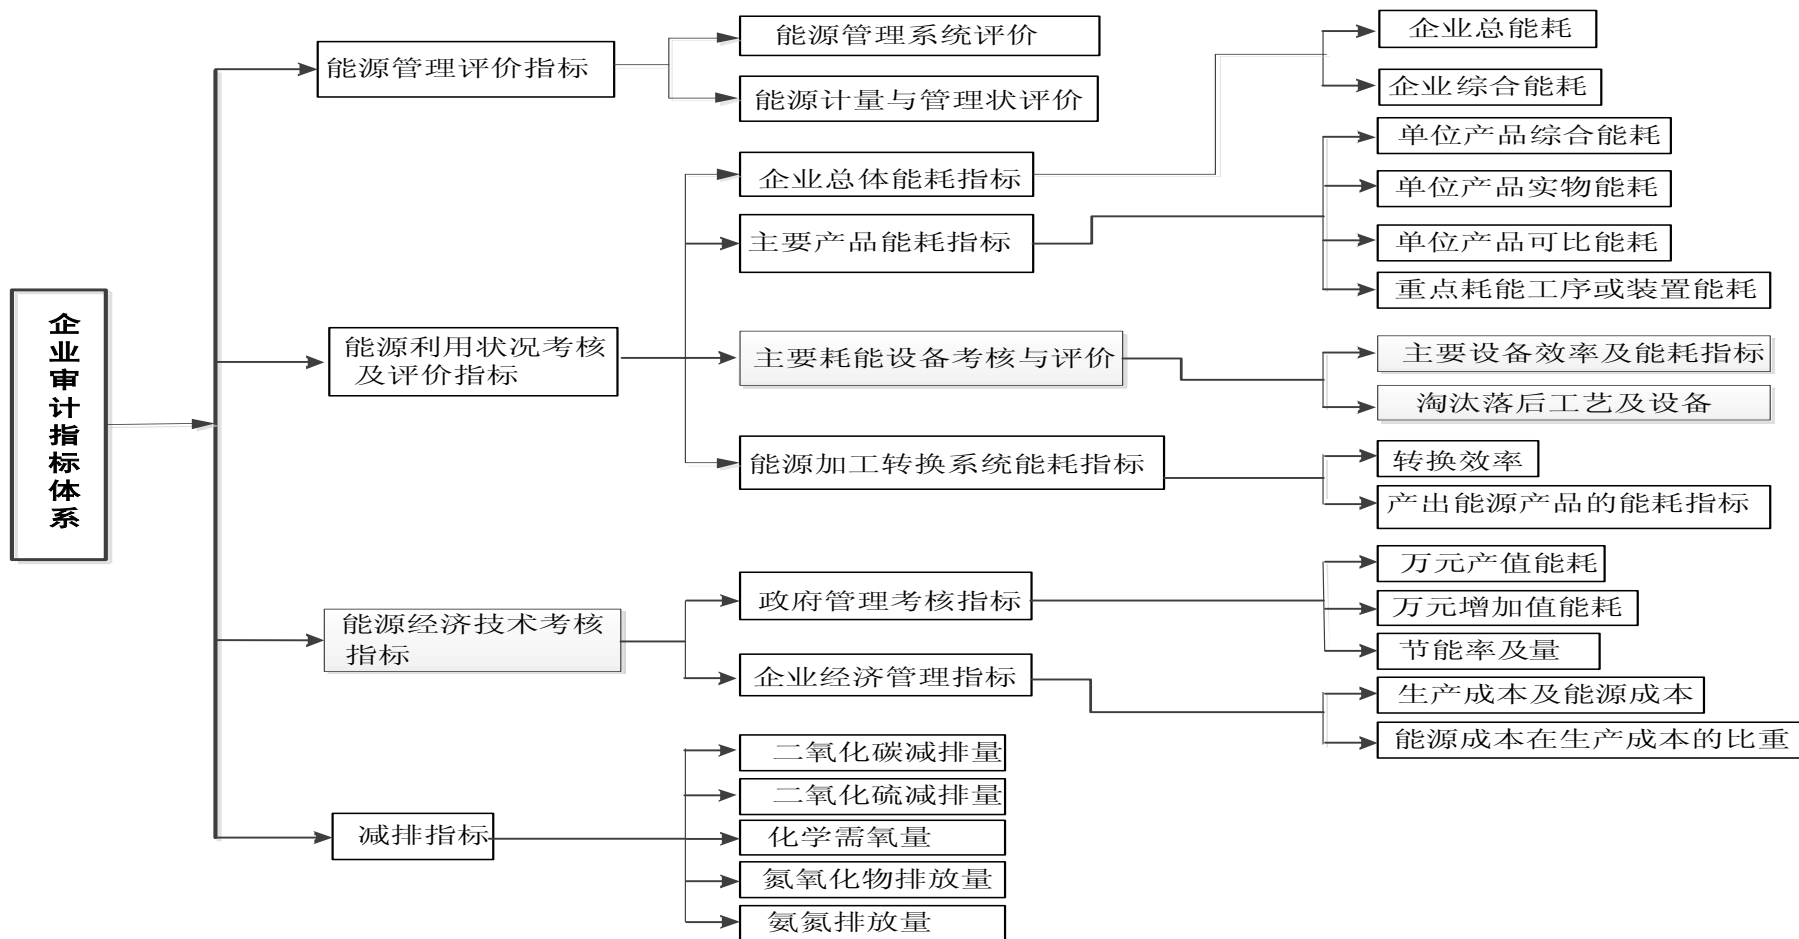 企业审计指标体系
能源管理评价指标
能源管理系统评价
能源计量与管理状评价
能源利用状况考核
及评价指标
企业总体能耗指标
企业总能耗
企业综合能耗
主要产品能耗指标
单位产品综合能耗
单位产品实物能耗
单位产品可比能耗
重点耗能工序或装置能耗
主要耗能设备考核与评价
主要设备效率及能耗指标
淘汰落后工艺及设备
能源加工转换系统能耗指标
转换效率
产出能源产品的能耗指标
能源经济技术考核
指标
政府管理考核指标
万元产值能耗
万元增加值能耗
节能率及量
企业经济管理指标
生产成本及能源成本
能源成本在生产成本的比重
减排指标
二氧化碳减排量
二氧化硫减排量
化学需氧量
氮氧化物排放量
氨氮排放量